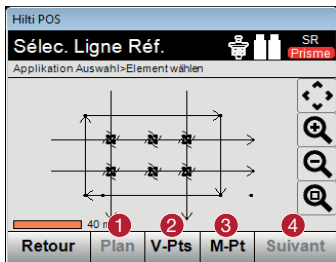 Hilti POS
Sélec. Ligne Réf.
SR
Prisme
Applikation Auswahl>Element wählen
40 m
1 2 3 4
Retour Plan V-Pts M-Pt Suivant